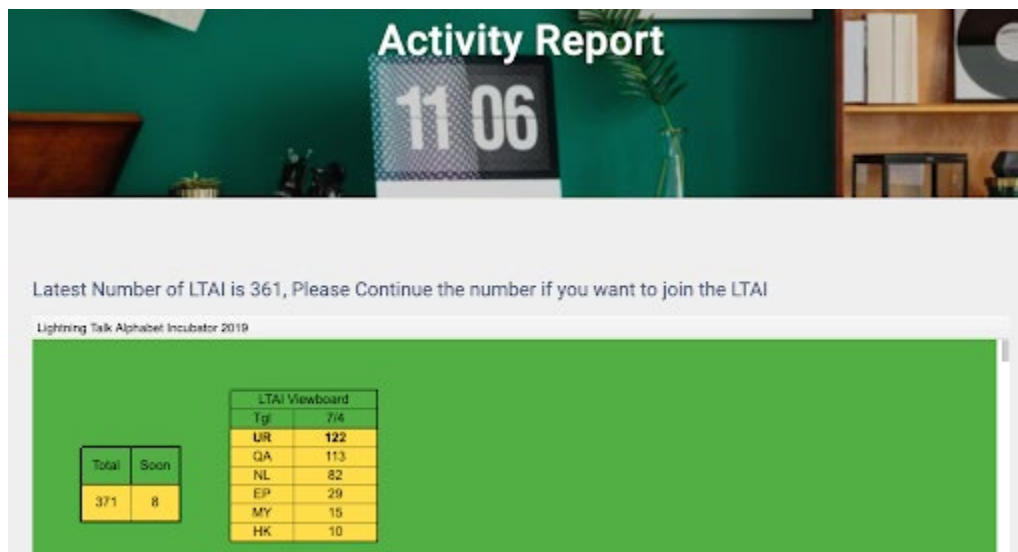 Activity Report
11 06
Latest Number of LTAI is 361, Please Continue the number if you want to join the LTAI
Lightning Talk Alphabet Incubator 2019
LTAI Viewboard
Tgl 7/4
UR 122
QA 113
NL 82
EP 29
MY 15
HK 10
Total Soon
371 8